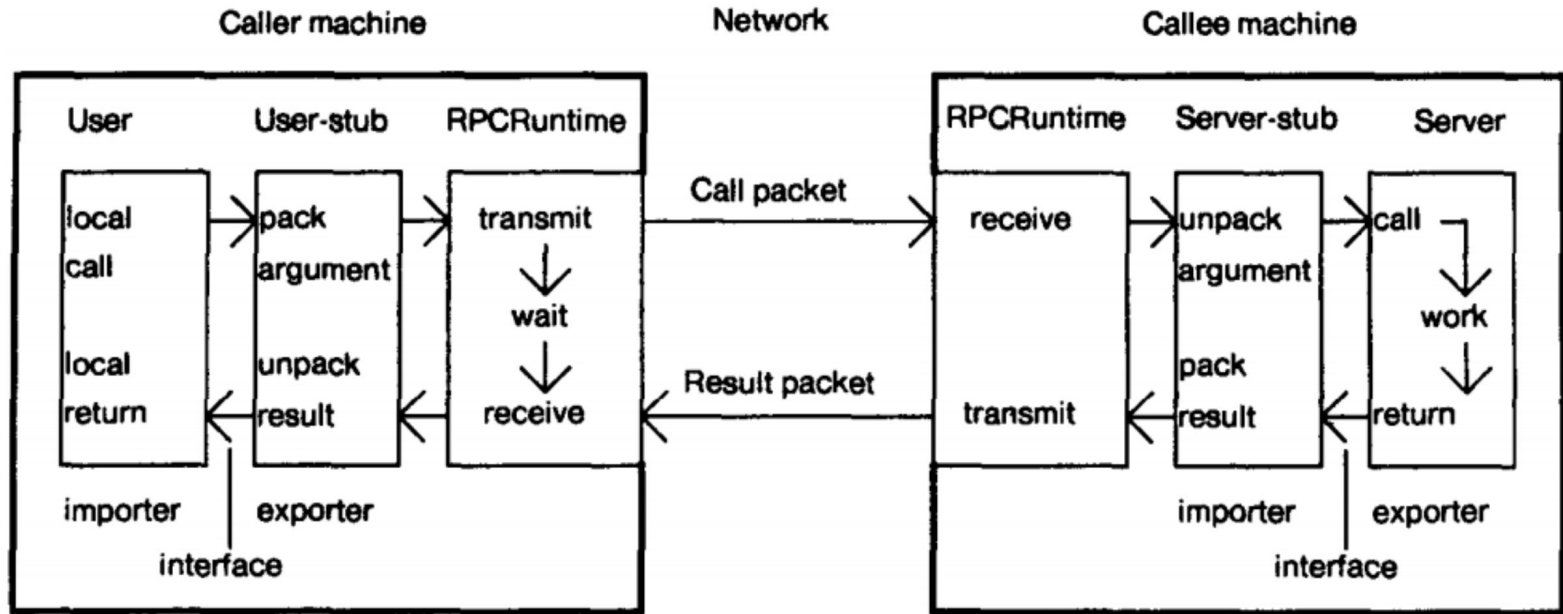 Caller machine Network Callee machine
User User-stub RPCRuntime RPCRuntime Server-stub Server
local pack transmit Call packet receive unpack call
call argument argument
wait work
local unpack Result packet pack
return result receive transmit result return
importer exporter importer exporter
interface interface